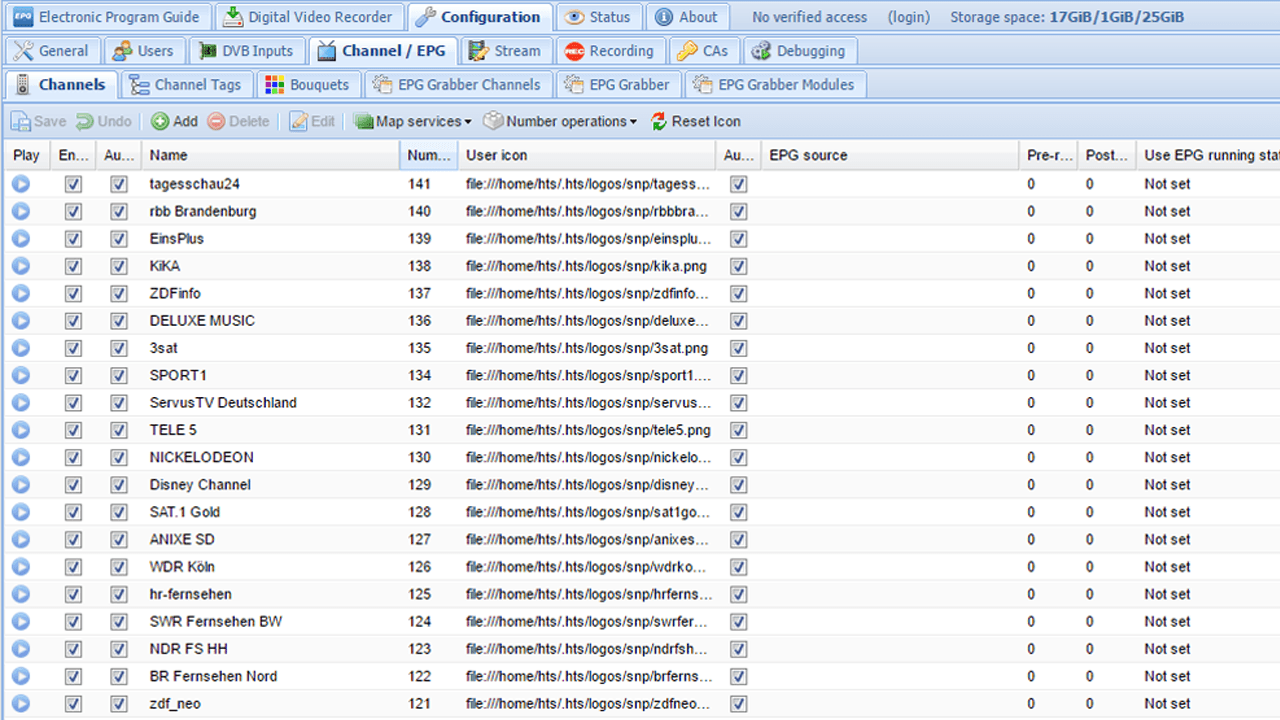 EPG Electronic Program Guide Digital Video Recorder Configuration Status About No verified access (login) Storage space: 17GiB/1GiB/25GiB
General Users DVB Inputs Channel / EPG Stream REC Recording CAs Debugging
Channels Channel Tags Bouquets EPG Grabber Channels EPG Grabber EPG Grabber Modules
Save Undo Add Delete Edit Map services Number operations Reset Icon
Play En... Au... Name Num... User icon Au... EPG source Pre-r... Post... Use EPG running stat
tagesschau24 141 file:///home/hts/.hts/logos/snp/tagess... 0 0 Not set
rbb Brandenburg 140 file:///home/hts/.hts/logos/snp/rbbbra... 0 0 Not set
EinsPlus 139 file:///home/hts/.hts/logos/snp/einsplu... 0 0 Not set
KiKA 138 file:///home/hts/.hts/logos/snp/kika.png 0 0 Not set
ZDFinfo 137 file:///home/hts/.hts/logos/snp/zdfinfo... 0 0 Not set
DELUXE MUSIC 136 file:///home/hts/.hts/logos/snp/deluxe... 0 0 Not set
3sat 135 file:///home/hts/.hts/logos/snp/3sat.png 0 0 Not set
SPORT1 134 file:///home/hts/.hts/logos/snp/sport1.... 0 0 Not set
ServusTV Deutschland 132 file:///home/hts/.hts/logos/snp/servus... 0 0 Not set
TELE 5 131 file:///home/hts/.hts/logos/snp/tele5.png 0 0 Not set
NICKELODEON 130 file:///home/hts/.hts/logos/snp/nickelo... 0 0 Not set
Disney Channel 129 file:///home/hts/.hts/logos/snp/disney... 0 0 Not set
SAT.1 Gold 128 file:///home/hts/.hts/logos/snp/sat1go... 0 0 Not set
ANIXE SD 127 file:///home/hts/.hts/logos/snp/anixes... 0 0 Not set
WDR Köln 126 file:///home/hts/.hts/logos/snp/wdrko... 0 0 Not set
hr-fernsehen 125 file:///home/hts/.hts/logos/snp/hrferns... 0 0 Not set
SWR Fernsehen BW 124 file:///home/hts/.hts/logos/snp/swrfer... 0 0 Not set
NDR FS HH 123 file:///home/hts/.hts/logos/snp/ndrfsh... 0 0 Not set
BR Fernsehen Nord 122 file:///home/hts/.hts/logos/snp/brferns... 0 0 Not set
zdf_neo 121 file:///home/hts/.hts/logos/snp/zdfneo... 0 0 Not set